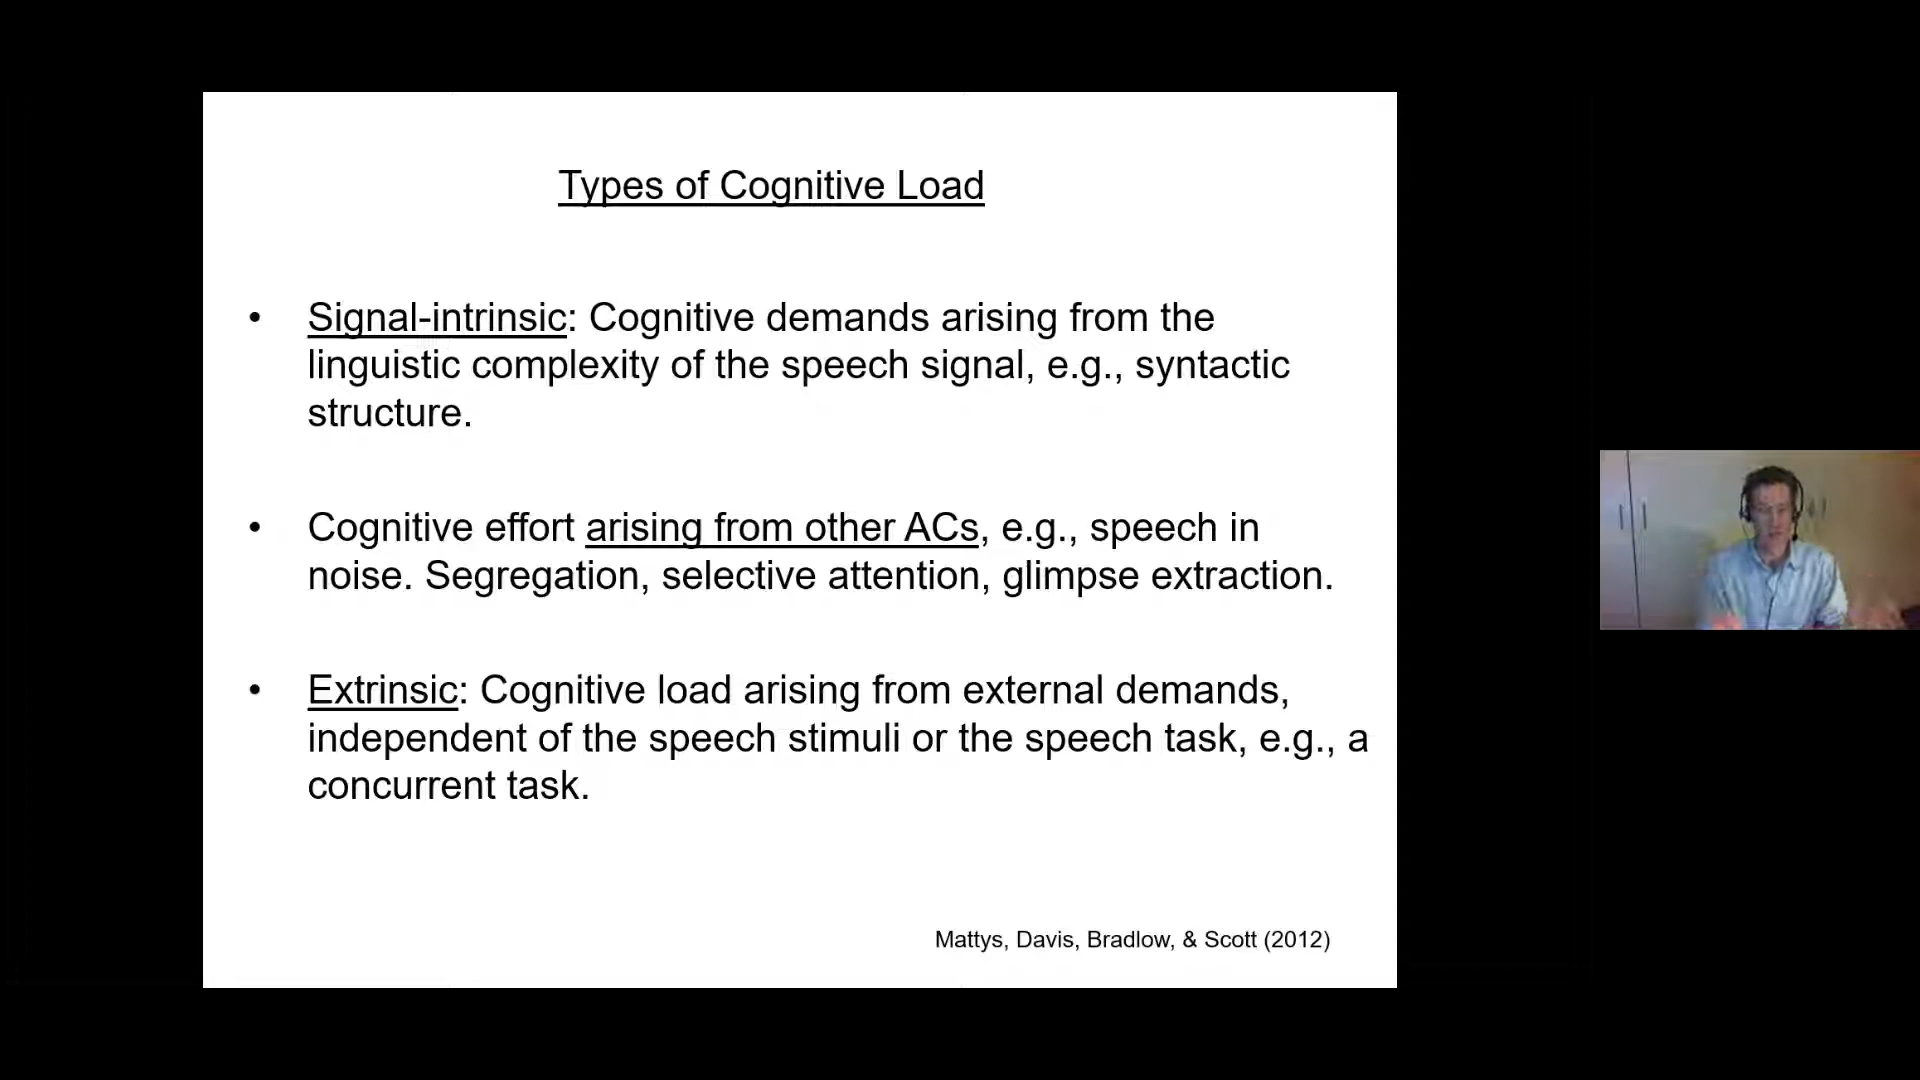 Types of Cognitive Load
• Signal-intrinsic: Cognitive demands arising from the
linguistic complexity of the speech signal, e.g., syntactic
structure.
• Cognitive effort arising from other ACs, e.g., speech in
noise. Segregation, selective attention, glimpse extraction.
• Extrinsic: Cognitive load arising from external demands,
independent of the speech stimuli or the speech task, e.g., a
concurrent task.
Mattys, Davis, Bradlow, & Scott (2012)